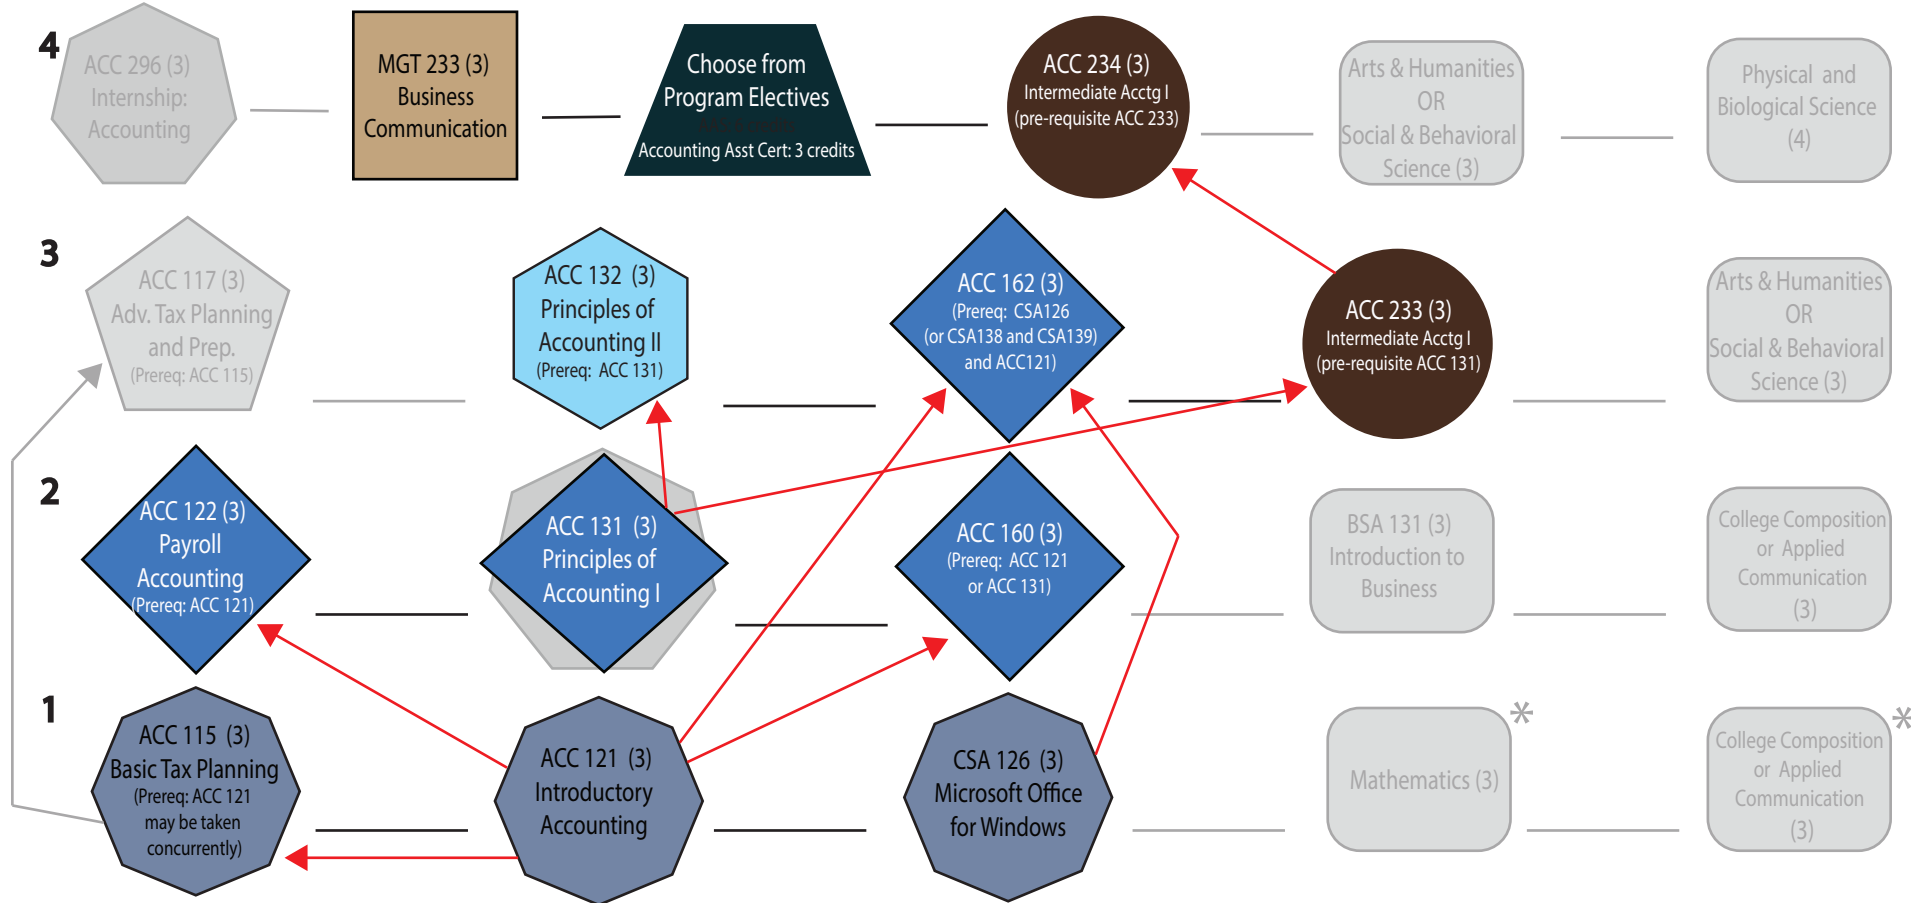 4
ACC 296 (3)
Internship:
Accounting
MGT 233 (3)
Business
Communication
Choose from
Program Electives
Accounting Asst Cert: 3 credits
ACC 234 (3)
Intermediate Acctg I
(pre-requisite ACC 233)
Arts & Humanities
OR
Social & Behavioral
Science (3)
Physical and
Biological Science
(4)
3
ACC 117 (3)
Adv. Tax Planning
and Prep.
(Prereq: ACC 115)
ACC 132 (3)
Principles of
Accounting II
(Prereq: ACC 131)
ACC 162 (3)
(Prereq: CSA126
(or CSA138 and CSA139)
and ACC121)
ACC 233 (3)
Intermediate Acctg I
(pre-requisite ACC 131)
Arts & Humanities
OR
Social & Behavioral
Science (3)
2
ACC 122 (3)
Payroll
Accounting
(Prereq: ACC 121)
ACC 131 (3)
Principles of
Accounting I
ACC 160 (3)
(Prereq: ACC 121
or ACC 131)
BSA 131 (3)
Introduction to
Business
College Composition
or Applied
Communication
(3)
1
ACC 115 (3)
Basic Tax Planning
(Prereq: ACC 121
may be taken
concurrently)
ACC 121 (3)
Introductory
Accounting
CSA 126 (3)
Microsoft Office
for Windows
Mathematics (3)
*
College Composition
or Applied
Communication
(3)
*